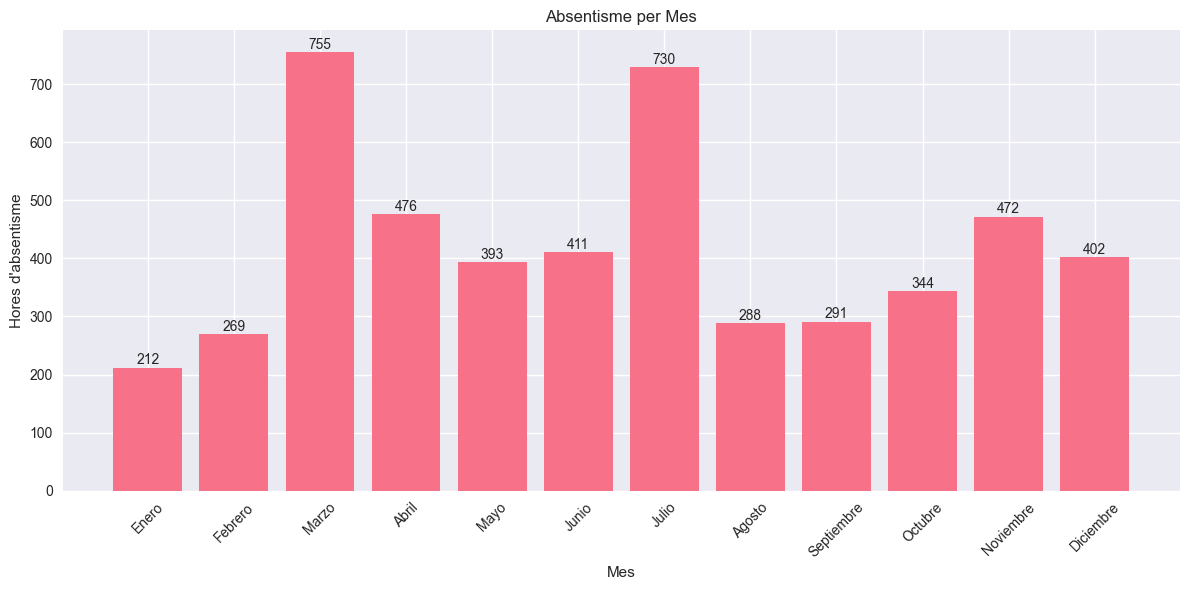 Absentisme per Mes
Hores d'absentisme
700
600
500
400
300
200
100
0
212
269
755
476
393
411
730
288
291
344
472
402
Enero
Febrero
Marzo
Abril
Mayo
Junio
Julio
Agosto
Septiembre
Octubre
Noviembre
Diciembre
Mes